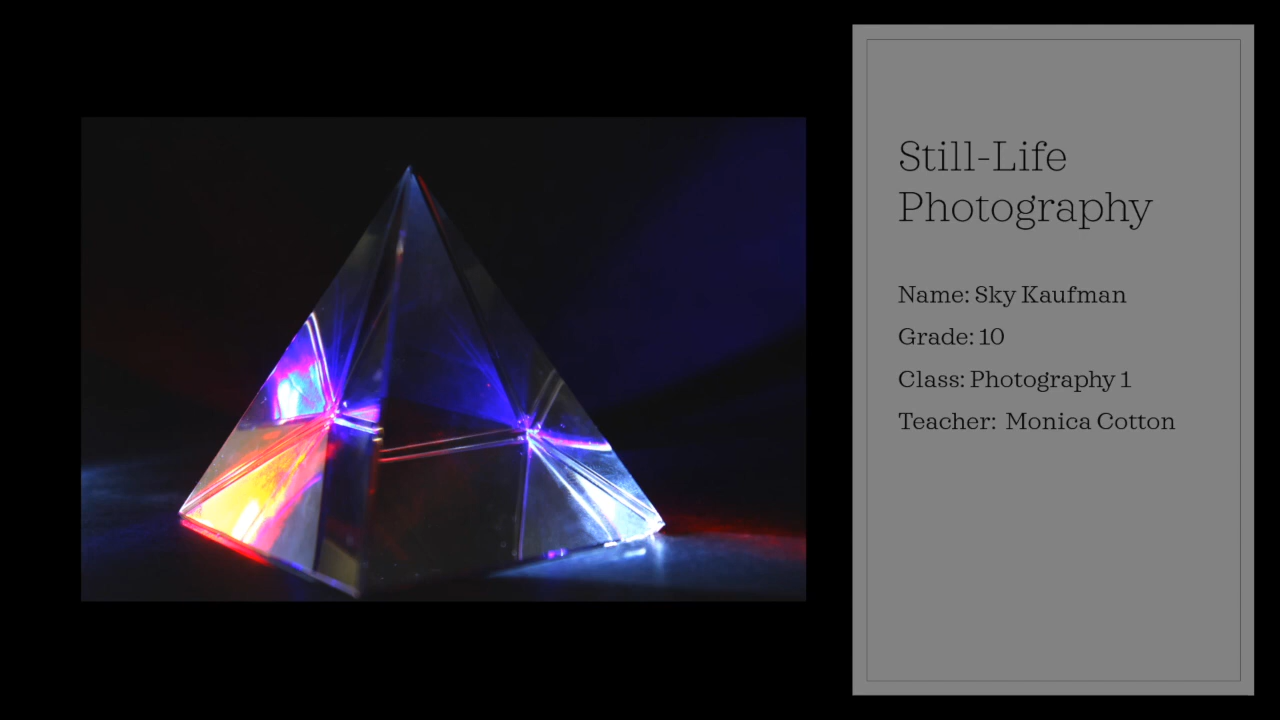 Still-Life
Photography
Name: Sky Kaufman
Grade: 10
Class: Photography 1
Teacher:  Monica Cotton